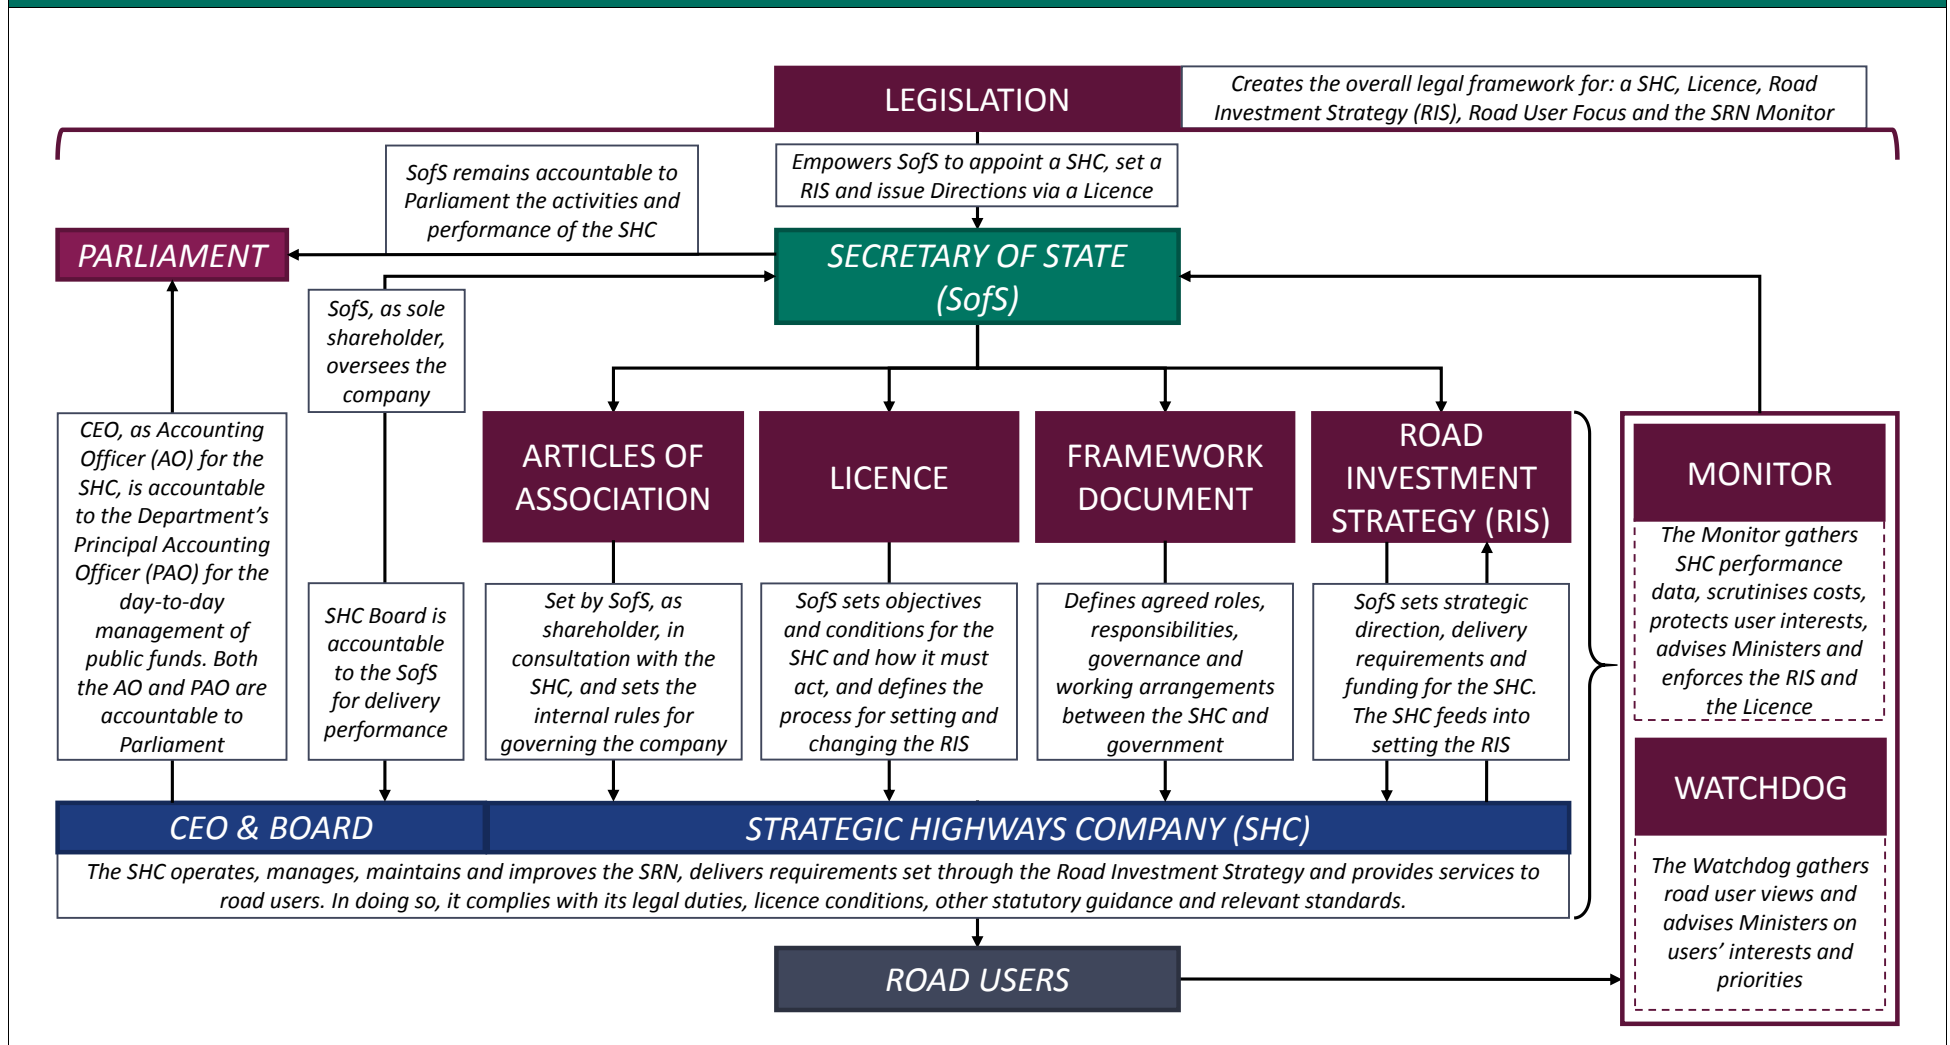 LEGISLATION
Creates the overall legal framework for: a SHC, Licence, Road
Investment Strategy (RIS), Road User Focus and the SRN Monitor
Empowers SofS to appoint a SHC, set a
RIS and issue Directions via a Licence
SofS remains accountable to
Parliament the activities and
performance of the SHC
PARLIAMENT
SECRETARY OF STATE
(SofS)
SofS, as sole
shareholder,
oversees the
company
CEO, as Accounting
Officer (AO) for the
SHC, is accountable
to the Department's
Principal Accounting
Officer (PAO) for the
day-to-day
management of
public funds. Both
the AO and PAO are
accountable to
Parliament
SHC Board is
accountable
to the SofS
for delivery
performance
ARTICLES OF
ASSOCIATION
Set by SofS, as
shareholder, in
consultation with the
SHC, and sets the
internal rules for
governing the company
LICENCE
SofS sets objectives
and conditions for the
SHC and how it must
act, and defines the
process for setting and
changing the RIS
FRAMEWORK
DOCUMENT
Defines agreed roles,
responsibilities,
governance and
working arrangements
between the SHC and
government
ROAD
INVESTMENT
STRATEGY (RIS)
SofS sets strategic
direction, delivery
requirements and
funding for the SHC.
The SHC feeds into
setting the RIS
MONITOR
The Monitor gathers
SHC performance
data, scrutinises costs,
protects user interests,
advises Ministers and
enforces the RIS and
the Licence
WATCHDOG
The Watchdog gathers
road user views and
advises Ministers on
users' interests and
priorities
CEO & BOARD
STRATEGIC HIGHWAYS COMPANY (SHC)
The SHC operates, manages, maintains and improves the SRN, delivers requirements set through the Road Investment Strategy and provides services to
road users. In doing so, it complies with its legal duties, licence conditions, other statutory guidance and relevant standards.
ROAD USERS